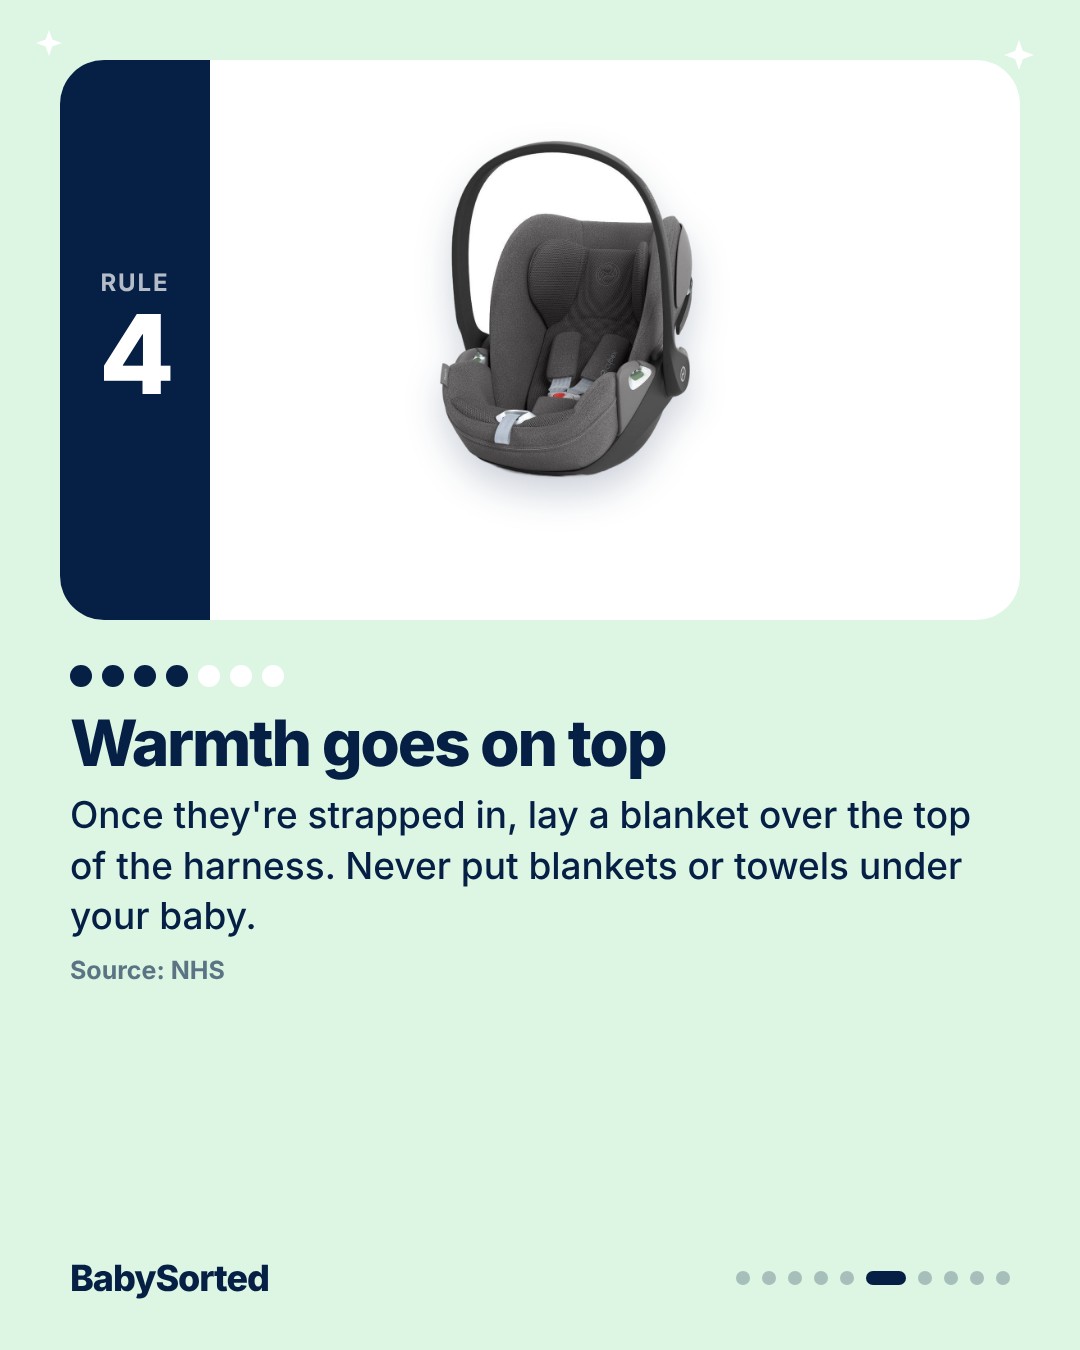 RULE
4
Warmth goes on top
Once they're strapped in, lay a blanket over the top
of the harness. Never put blankets or towels under
your baby.
Source: NHS
BabySorted